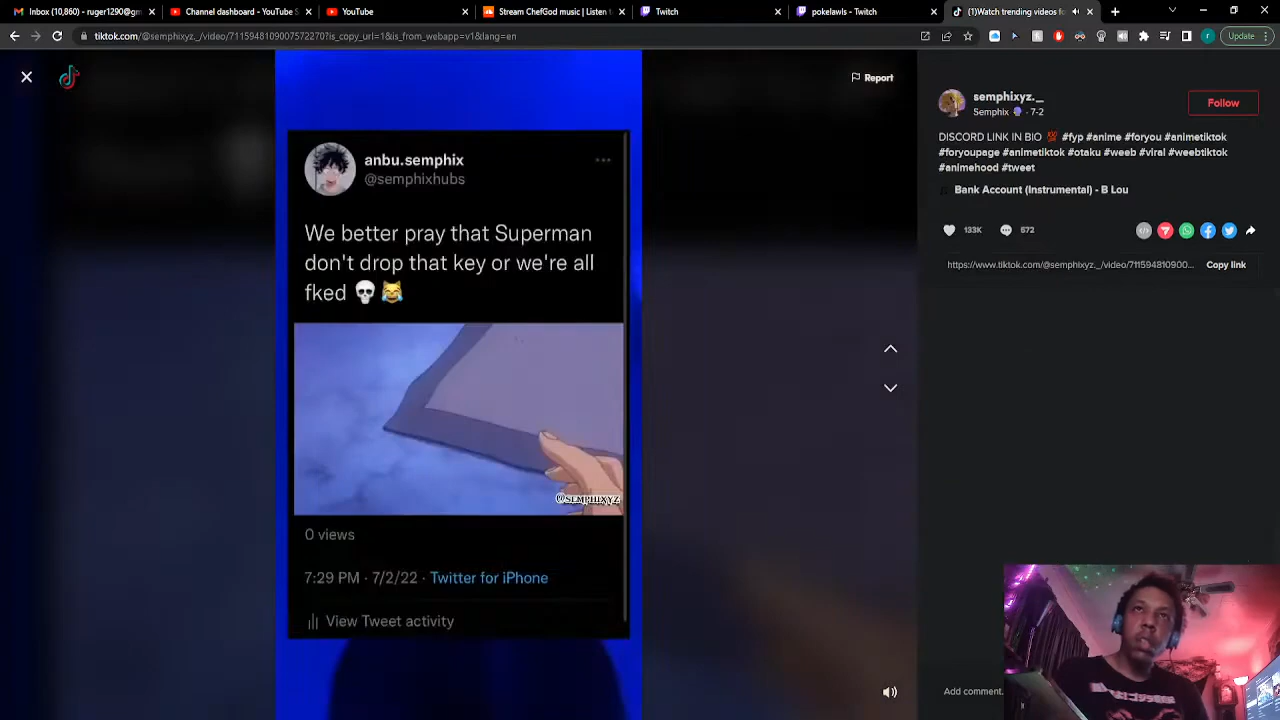 Inbox (10,860) - ruger1290@gm
Channel dashboard - YouTube S
YouTube
Stream ChefGod music | Listen t
Twitch
pokelawls - Twitch
(1)Watch trending videos fo
tiktok.com/@semphixyz._/video/7115948109007572270?is_copy_url=1&is_from_webapp=v1&lang=en
Update
Report
semphixyz._
Semphix 🔮 · 7-2
Follow
DISCORD LINK IN BIO 💯 #fyp #anime #foryou #animetiktok
#foryoupage #animetiktok #otaku #weeb #viral #weebtiktok
#animehood #tweet
Bank Account (Instrumental) - B Lou
133K
572
https://www.tiktok.com/@semphixyz._/video/711594810900...
Copy link
anbu.semphix
@semphixhubs
We better pray that Superman
don't drop that key or we're all
fked 💀😹
@SEMPHIXYZ
0 views
7:29 PM · 7/2/22 · Twitter for iPhone
View Tweet activity
Add comment.